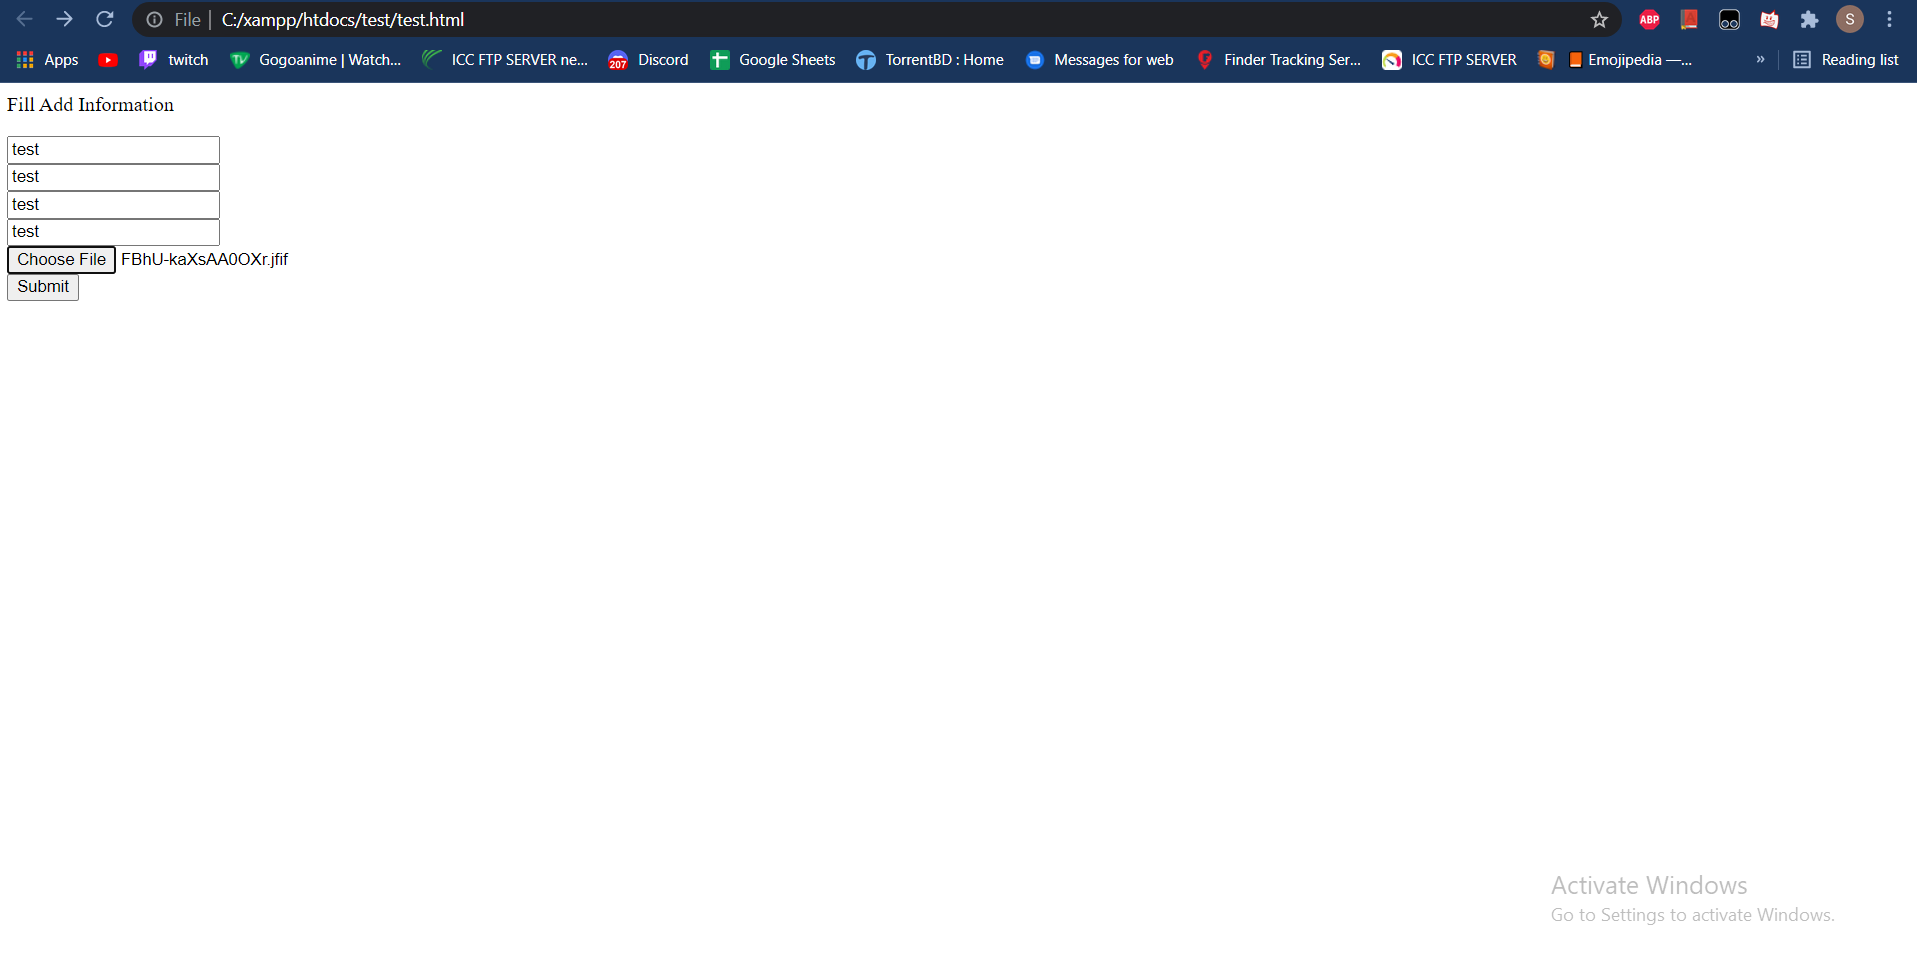 File | C:/xampp/htdocs/test/test.html
ABP
S
Apps twitch Gogoanime | Watch... ICC FTP SERVER ne... 207 Discord Google Sheets TorrentBD : Home Messages for web Finder Tracking Ser... ICC FTP SERVER Emojipedia —... » Reading list
Fill Add Information
test
test
test
test
Choose File FBhU-kaXsAA0OXr.jfif
Submit
Activate Windows
Go to Settings to activate Windows.